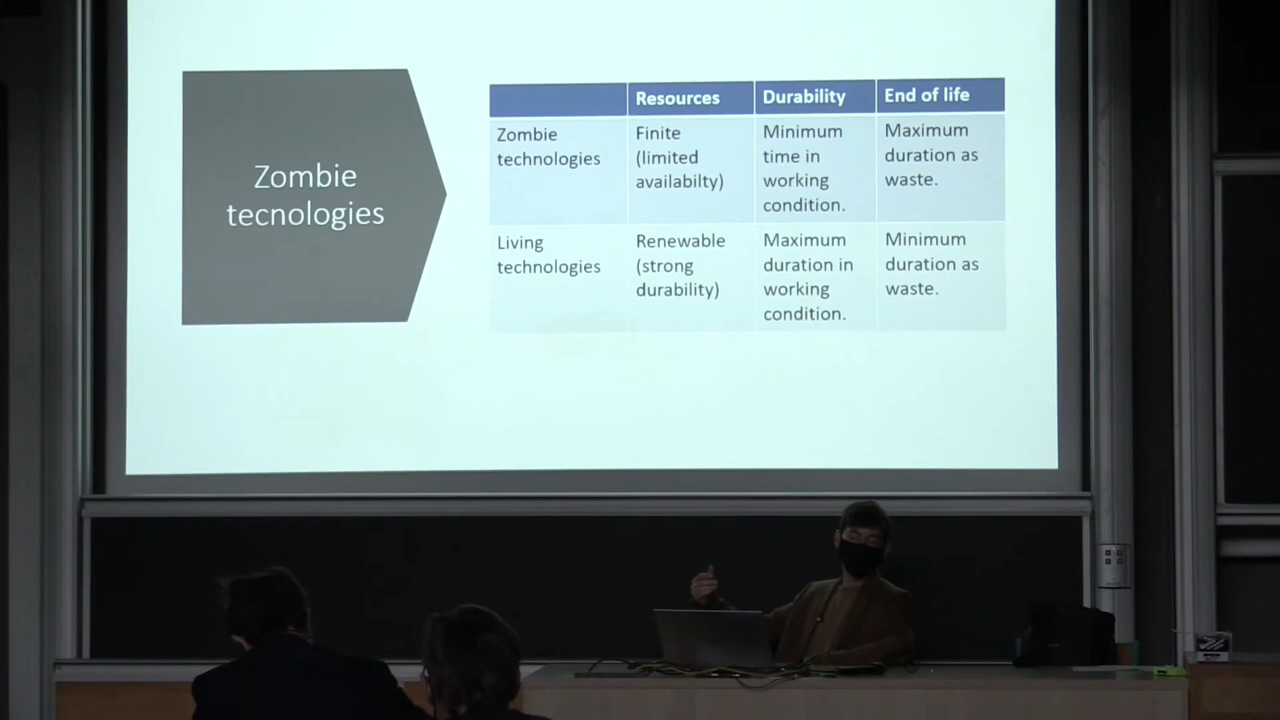 Zombie
tecnologies
Resources Durability End of life
Zombie
technologies
Finite
(limited
availabilty)
Minimum
time in
working
condition.
Maximum
duration as
waste.
Living
technologies
Renewable
(strong
durability)
Maximum
duration in
working
condition.
Minimum
duration as
waste.